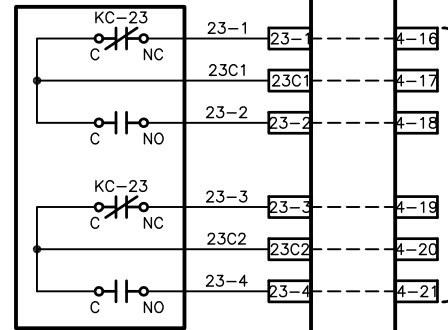 KC-23
23-1 23-1 4-16
C NC
23C1 23C1 4-17
23-2 23-2 4-18
C NO
KC-23
23-3 23-3 4-19
C NC
23C2 23C2 4-20
23-4 23-4 4-21
C NO